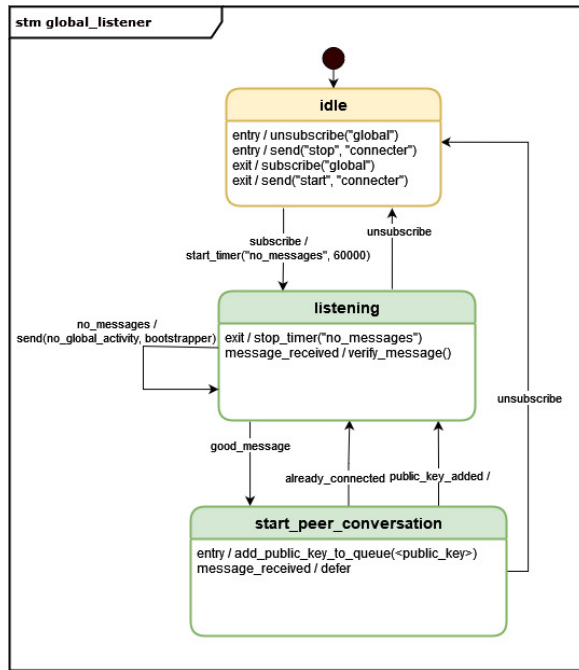 stm global_listener
idle
entry / unsubscribe("global")
entry / send("stop", "connecter")
exit / subscribe("global")
exit / send("start", "connecter")
subscribe /
start_timer("no_messages", 60000)
unsubscribe
listening
exit / stop_timer("no_messages")
message_received / verify_message()
no_messages /
send(no_global_activity, bootstrapper)
unsubscribe
good_message
already_connected
public_key_added /
start_peer_conversation
entry / add_public_key_to_queue(<public_key>)
message_received / defer